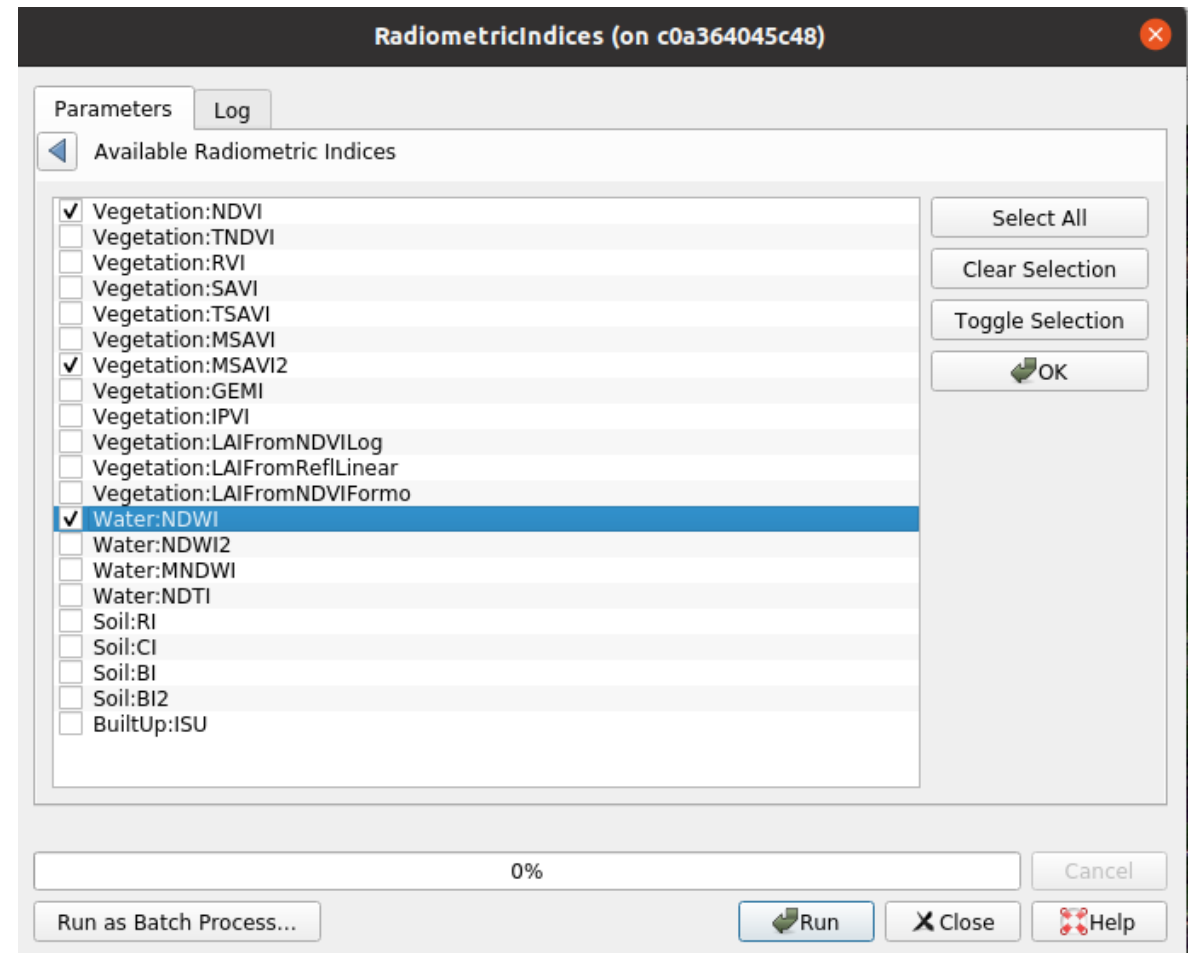 RadiometricIndices (on c0a364045c48)
Parameters Log
Available Radiometric Indices
Vegetation:NDVI
Vegetation:TNDVI
Vegetation:RVI
Vegetation:SAVI
Vegetation:TSAVI
Vegetation:MSAVI
Vegetation:MSAVI2
Vegetation:GEMI
Vegetation:IPVI
Vegetation:LAIFromNDVILog
Vegetation:LAIFromReflLinear
Vegetation:LAIFromNDVIFormo
Water:NDWI
Water:NDWI2
Water:MNDWI
Water:NDTI
Soil:RI
Soil:CI
Soil:BI
Soil:BI2
BuiltUp:ISU
Select All
Clear Selection
Toggle Selection
OK
0%
Cancel
Run as Batch Process...
Run
Close
Help